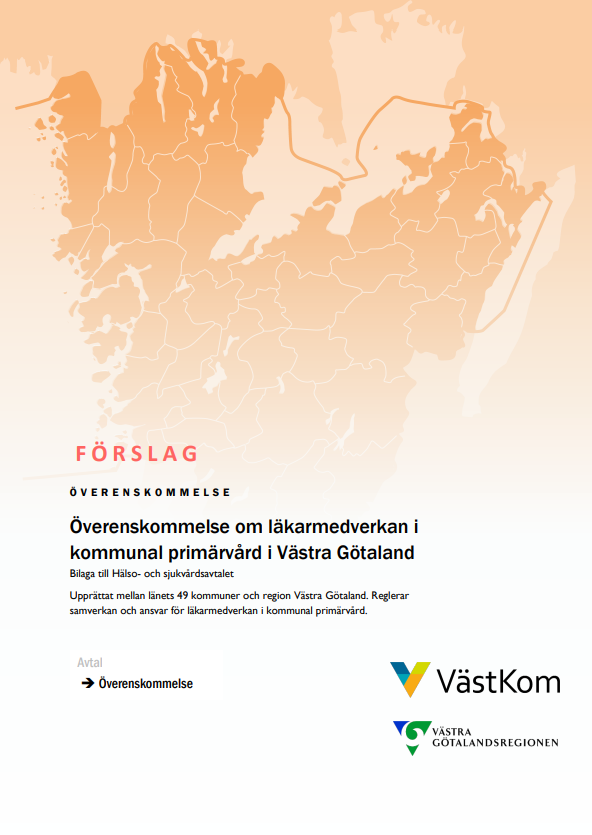 FÖRSLAG
ÖVERENSKOMMELSE
Överenskommelse om läkarmedverkan i
kommunal primärvård i Västra Götaland
Bilaga till Hälso- och sjukvårdsavtalet
Upprättat mellan länets 49 kommuner och region Västra Götaland. Reglerar
samverkan och ansvar för läkarmedverkan i kommunal primärvård.
Avtal
➔ Överenskommelse
VästKom
VÄSTRA
GÖTALANDSREGIONEN